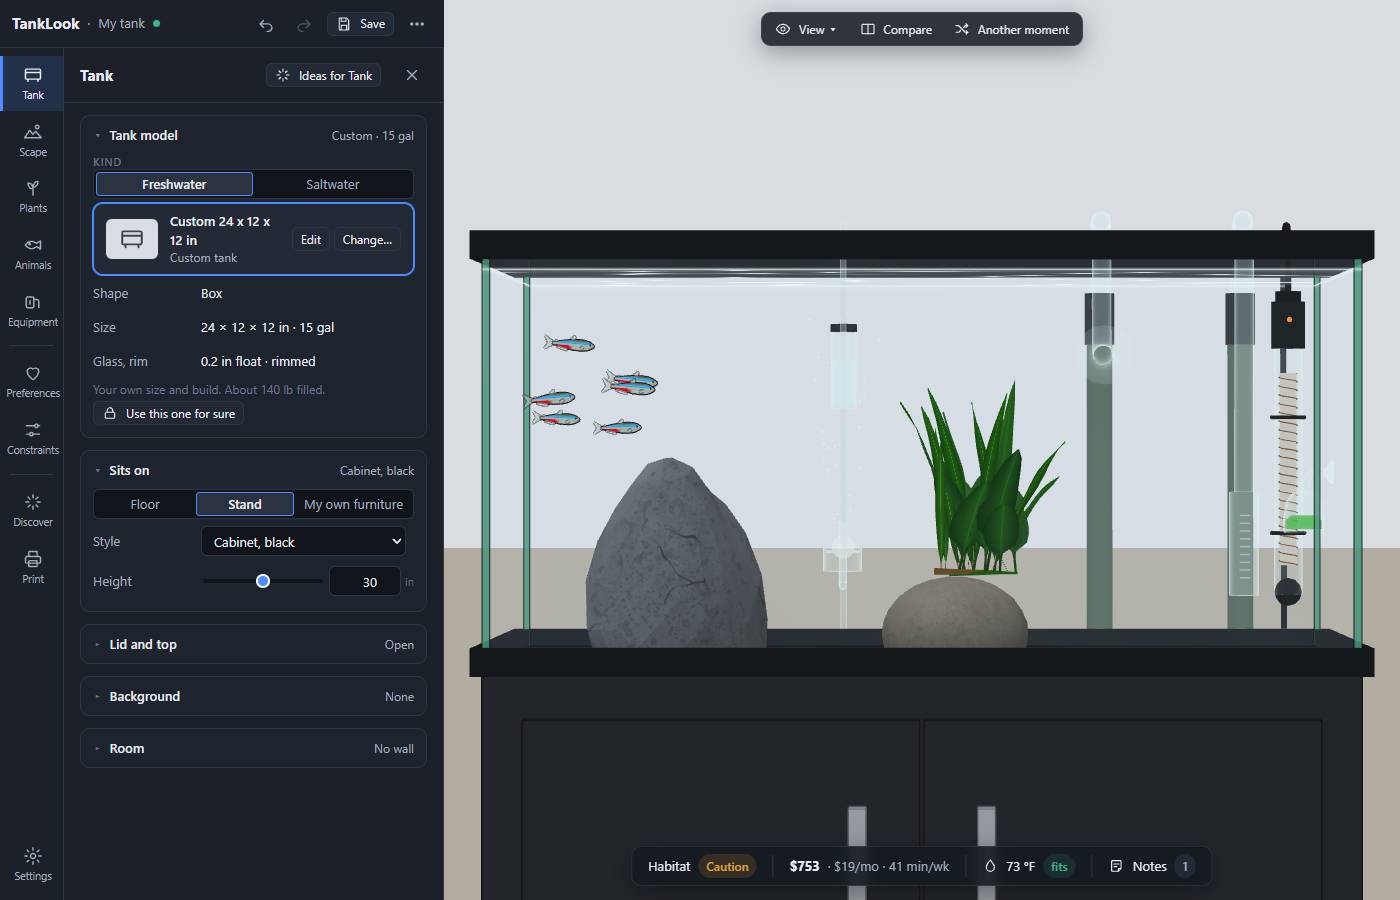 TankLook · My tank
Save
View
Compare
Another moment
Tank
Scape
Plants
Animals
Equipment
Preferences
Constraints
Discover
Print
Settings
Tank
Ideas for Tank
Tank model
Custom · 15 gal
KIND
Freshwater
Saltwater
Custom 24 x 12 x
12 in
Custom tank
Edit
Change...
Shape
Box
Size
24 × 12 × 12 in · 15 gal
Glass, rim
0.2 in float · rimmed
Your own size and build. About 140 lb filled.
Use this one for sure
Sits on
Cabinet, black
Floor
Stand
My own furniture
Style
Cabinet, black
Height
30
in
Lid and top
Open
Background
None
Room
No wall
Habitat
Caution
$753 · $19/mo · 41 min/wk
73 °F
fits
Notes
1